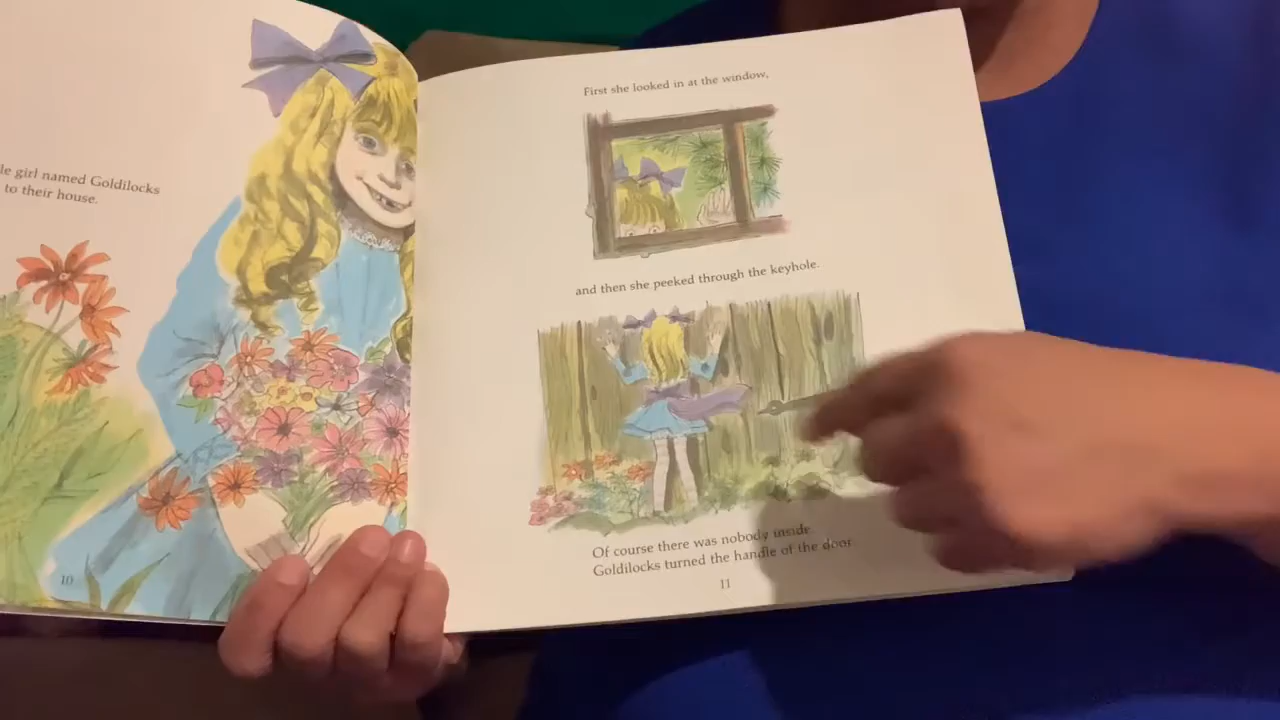 le girl named Goldilocks
to their house.
10
First she looked in at the window,
and then she peeked through the keyhole.
Of course there was nobody inside.
Goldilocks turned the handle of the door.
11